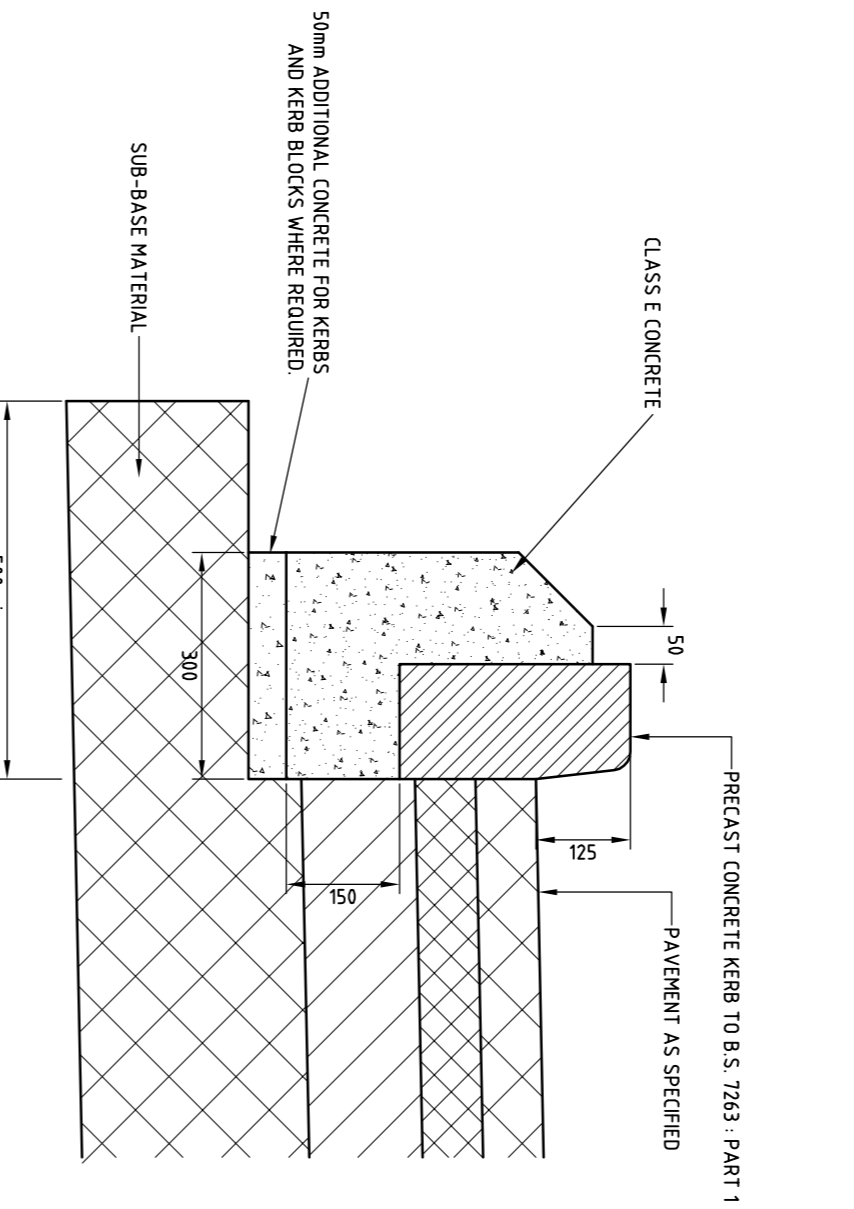 PRECAST CONCRETE KERB TO B.S. 7263 : PART 1
PAVEMENT AS SPECIFIED
50
CLASS E CONCRETE
125
150
50mm ADDITIONAL CONCRETE FOR KERBS
AND KERB BLOCKS WHERE REQUIRED.
300
SUB-BASE MATERIAL